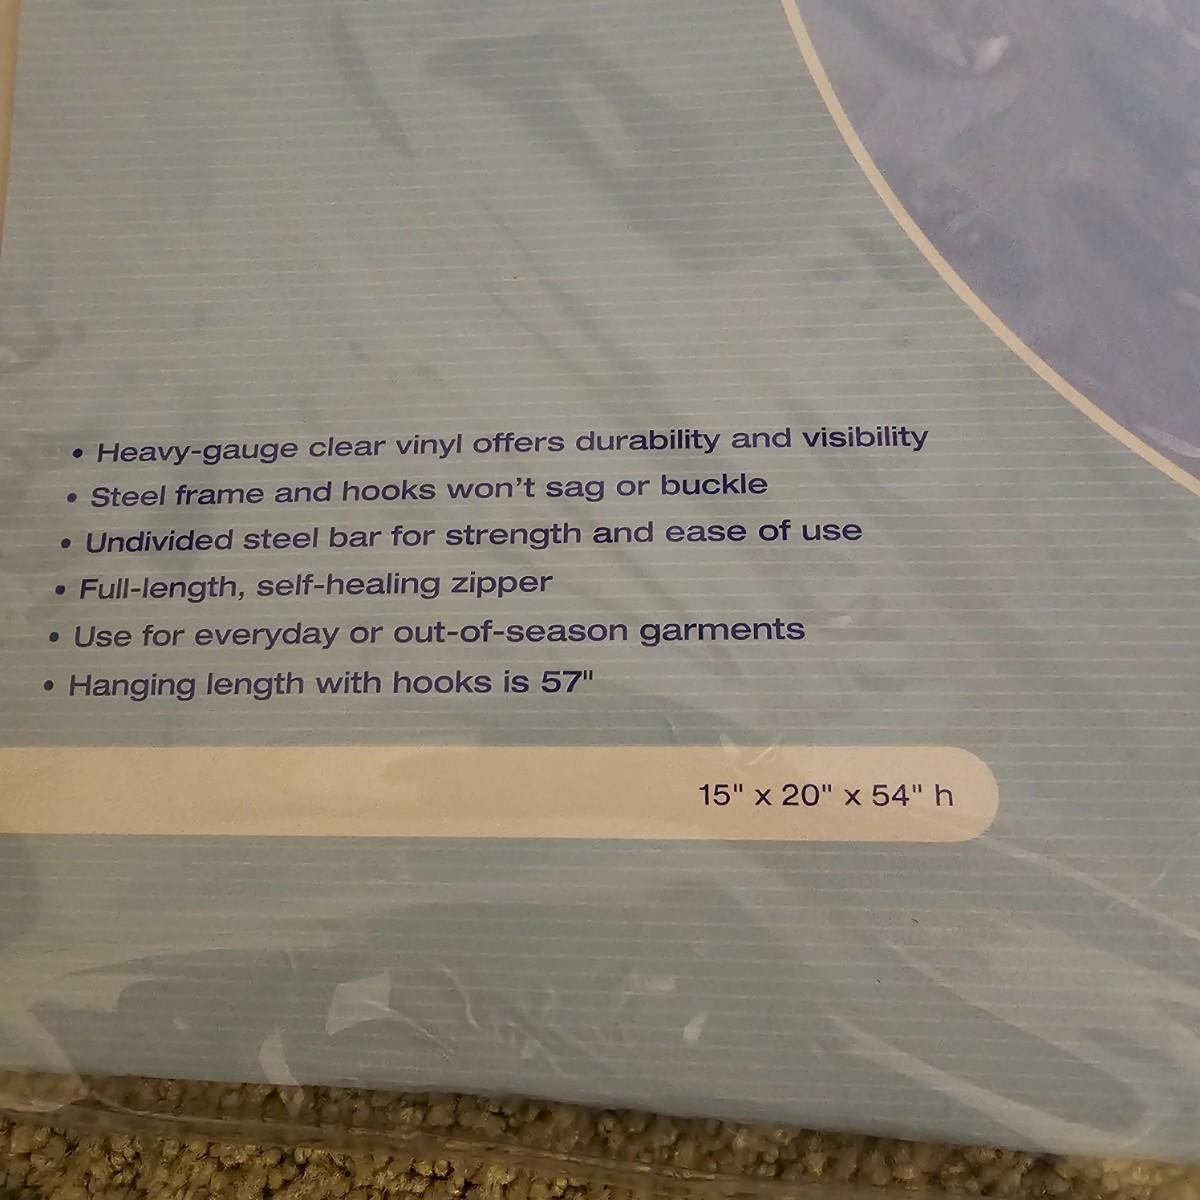 • Heavy-gauge clear vinyl offers durability and visibility
• Steel frame and hooks won't sag or buckle
• Undivided steel bar for strength and ease of use
• Full-length, self-healing zipper
• Use for everyday or out-of-season garments
• Hanging length with hooks is 57"
15" x 20" x 54" h